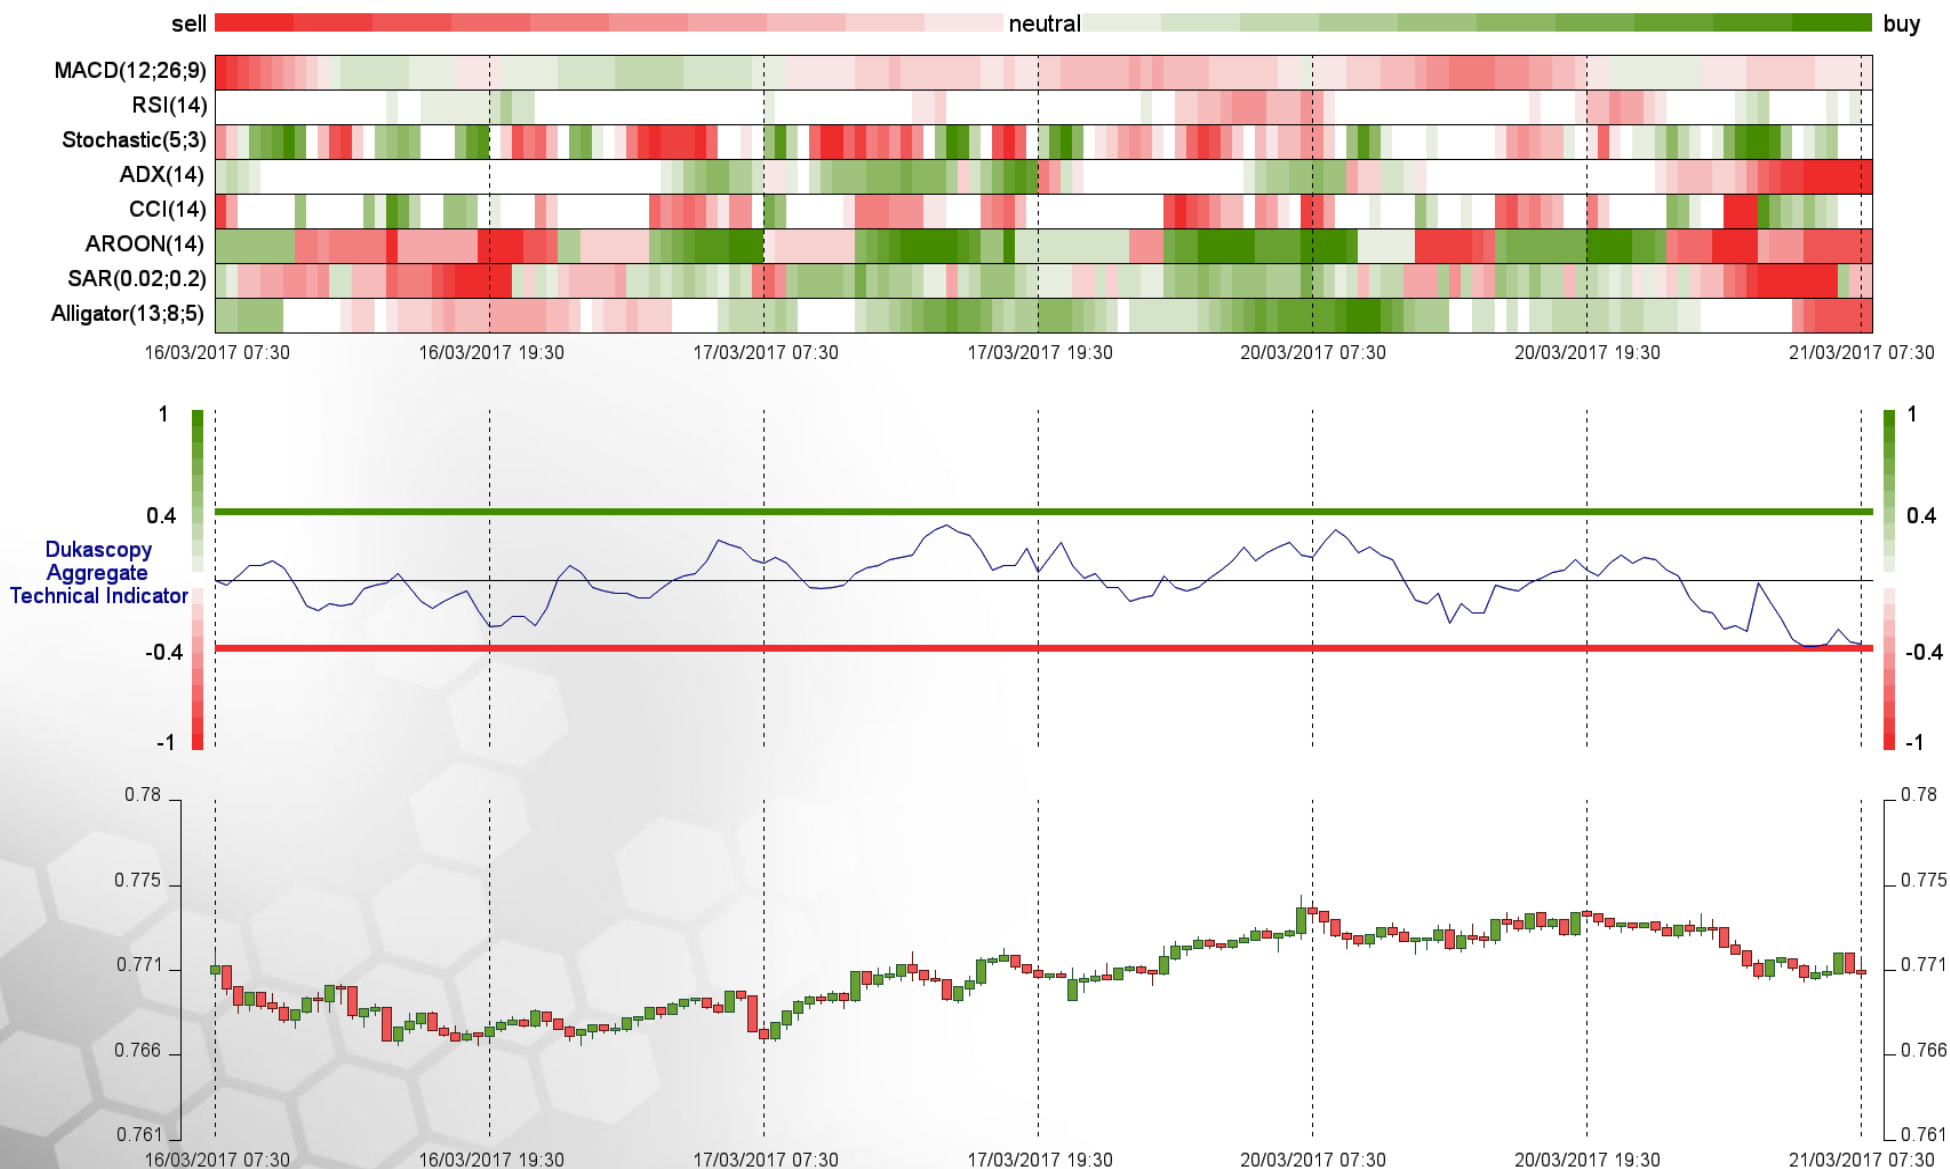 sell neutral buy
MACD(12;26;9)
RSI(14)
Stochastic(5;3)
ADX(14)
CCI(14)
AROON(14)
SAR(0.02;0.2)
Alligator(13;8;5)
16/03/2017 07:30 16/03/2017 19:30 17/03/2017 07:30 17/03/2017 19:30 20/03/2017 07:30 20/03/2017 19:30 21/03/2017 07:30
1 1
0.4 0.4
Dukascopy
Aggregate
Technical Indicator
-0.4 -0.4
-1 -1
0.78 0.78
0.775 0.775
0.771 0.771
0.766 0.766
0.761 0.761
16/03/2017 07:30 16/03/2017 19:30 17/03/2017 07:30 17/03/2017 19:30 20/03/2017 07:30 20/03/2017 19:30 21/03/2017 07:30